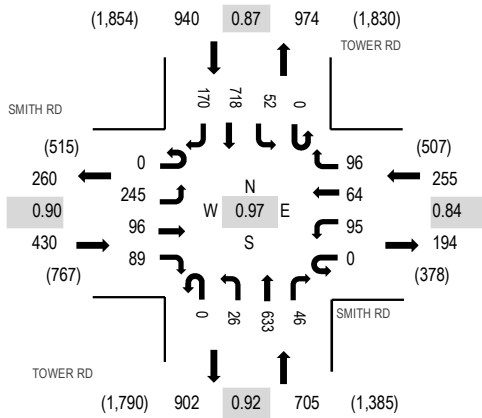 (1,854) 940 0.87 974 (1,830)
TOWER RD
SMITH RD
170 718 52 0
(515) (507)
260 0 96 255
245 64
0.90 N 0.84
W 0.97 E
96 95
S
430 89 0 194
(767) (378)
0 26 633 46
SMITH RD
TOWER RD
(1,790) 902 0.92 705 (1,385)